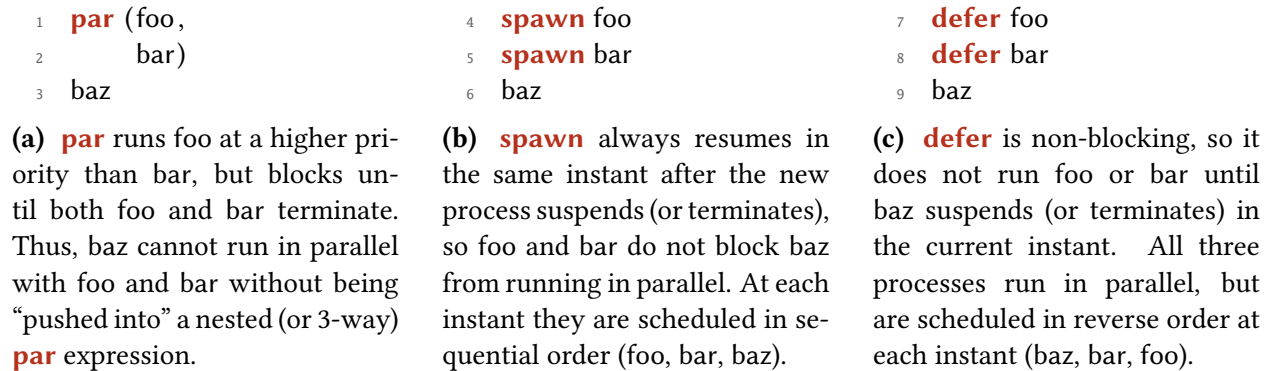 1 par (foo,
2 bar)
3 baz
(a) par runs foo at a higher pri-
ority than bar, but blocks un-
til both foo and bar terminate.
Thus, baz cannot run in parallel
with foo and bar without being
“pushed into” a nested (or 3-way)
par expression.
4 spawn foo
5 spawn bar
6 baz
(b) spawn always resumes in
the same instant after the new
process suspends (or terminates),
so foo and bar do not block baz
from running in parallel. At each
instant they are scheduled in se-
quential order (foo, bar, baz).
7 defer foo
8 defer bar
9 baz
(c) defer is non-blocking, so it
does not run foo or bar until
baz suspends (or terminates) in
the current instant. All three
processes run in parallel, but
are scheduled in reverse order at
each instant (baz, bar, foo).